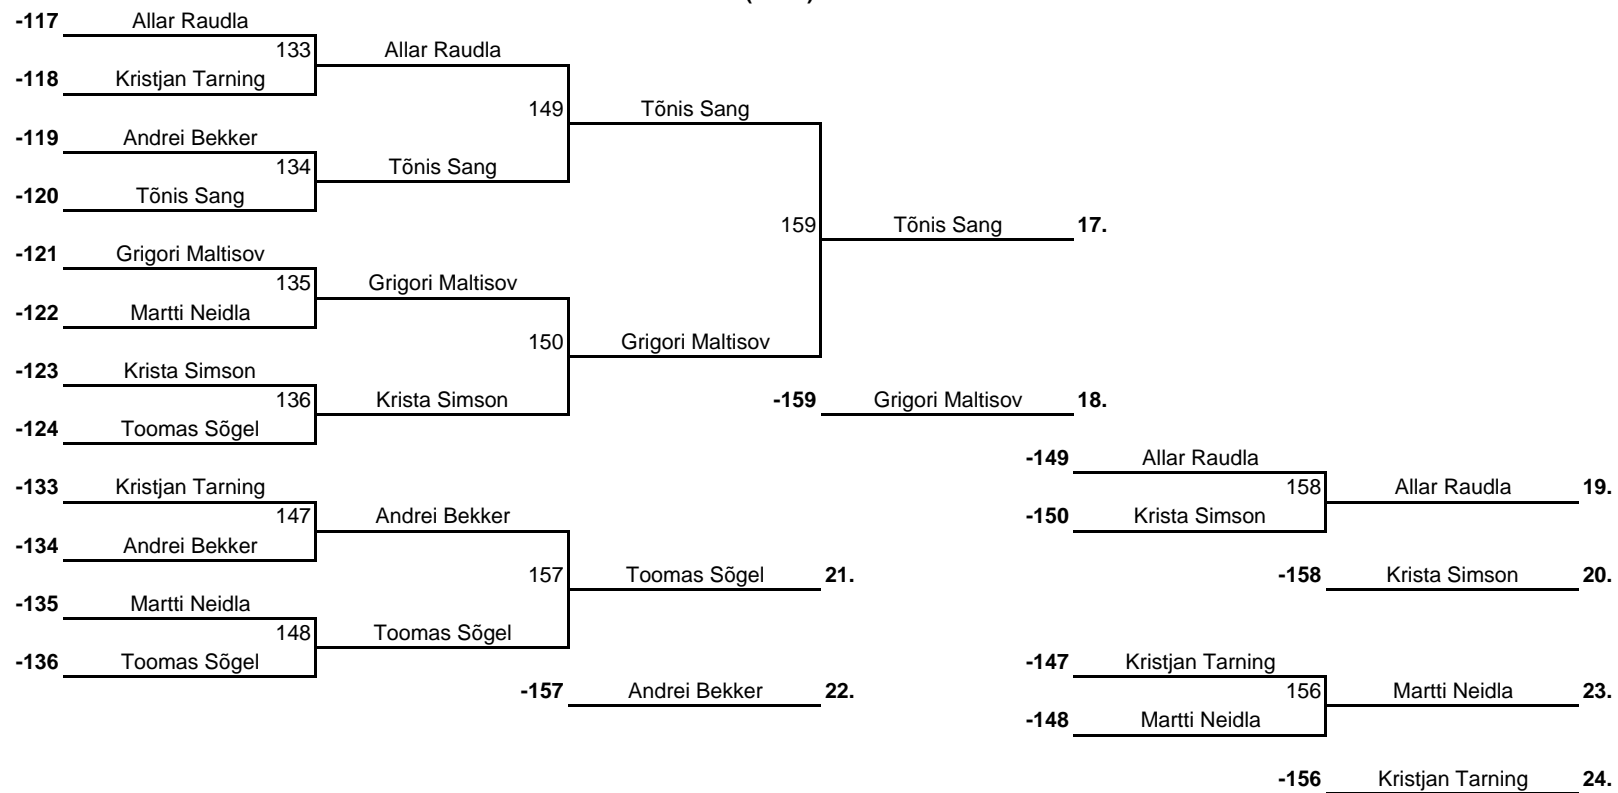 -117 Allar Raudla
133 Allar Raudla
-118 Kristjan Tarning
149 Tõnis Sang
-119 Andrei Bekker
134 Tõnis Sang
-120 Tõnis Sang
159 Tõnis Sang 17.
-121 Grigori Maltisov
135 Grigori Maltisov
-122 Martti Neidla
150 Grigori Maltisov
-123 Krista Simson
136 Krista Simson
-159 Grigori Maltisov 18.
-124 Toomas Sõgel
-149 Allar Raudla
-133 Kristjan Tarning
158 Allar Raudla 19.
147 Andrei Bekker
-150 Krista Simson
-134 Andrei Bekker
157 Toomas Sõgel 21.
-158 Krista Simson 20.
-135 Martti Neidla
148 Toomas Sõgel
-136 Toomas Sõgel
-147 Kristjan Tarning
-157 Andrei Bekker 22.
156 Martti Neidla 23.
-148 Martti Neidla
-156 Kristjan Tarning 24.